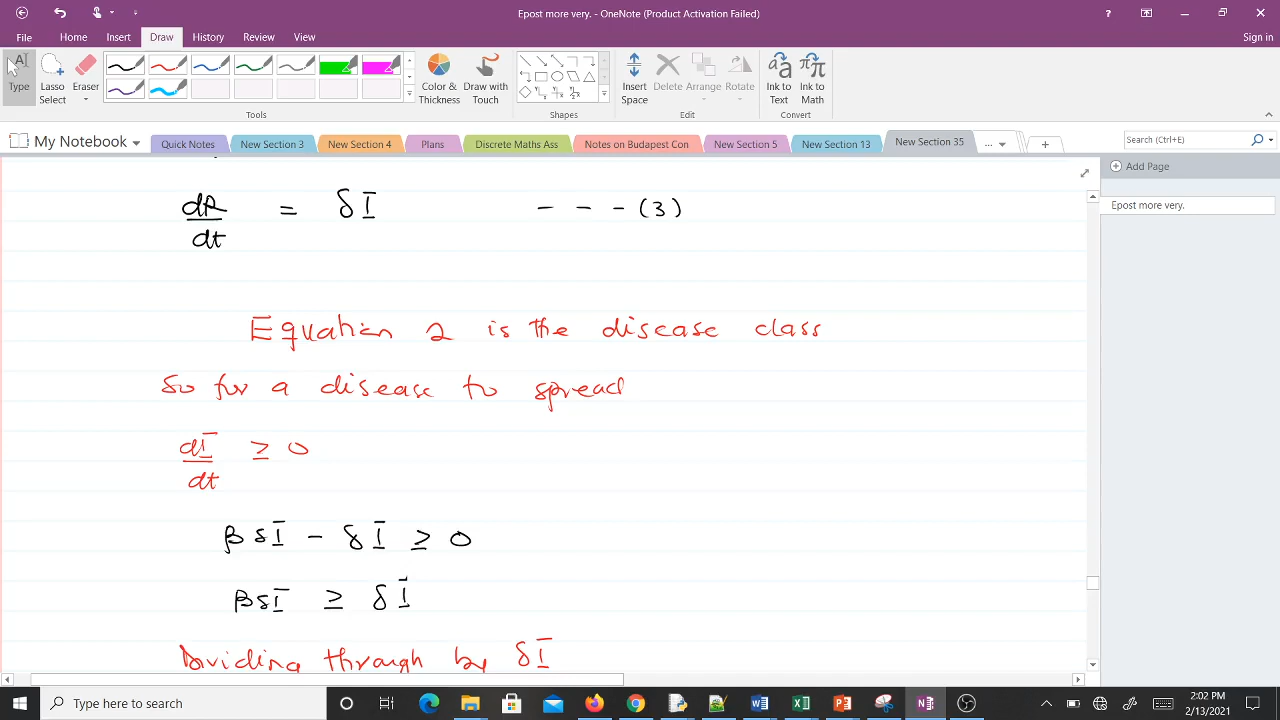 Epost more very. - OneNote (Product Activation Failed)
File Home Insert Draw History Review View Sign in
Type Lasso Select Eraser Color & Thickness Draw with Touch Insert Space Delete Arrange Rotate Ink to Text Ink to Math
Tools Shapes Edit Convert
My Notebook Quick Notes New Section 3 New Section 4 Plans Discrete Maths Ass Notes on Budapest Con New Section 5 New Section 13 New Section 35 ... Search (Ctrl+E)
Add Page
Epost more very.
dR/dt = δI - - - (3)
Equation 2 is the disease class
So for a disease to spread
dI/dt ≥ 0
βSI - δI ≥ 0
βSI ≥ δI
Dividing through by δI
Type here to search
2:02 PM
2/13/2021